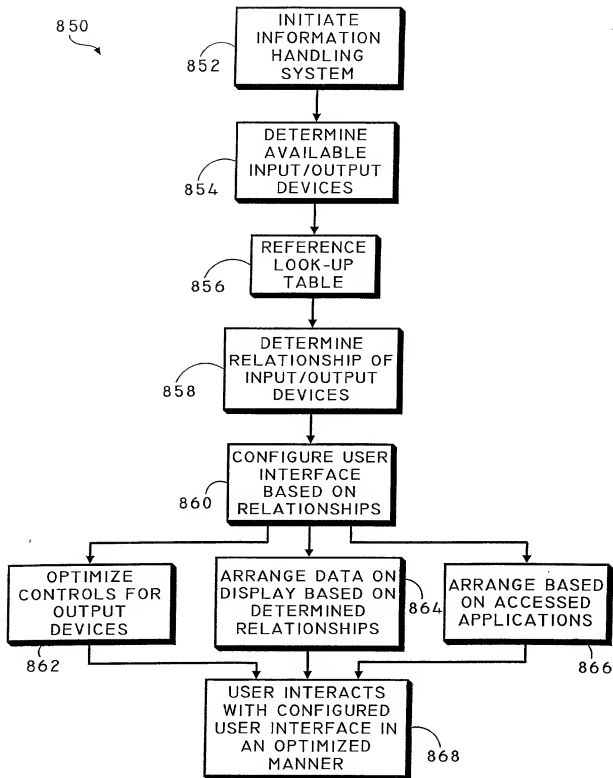 850
INITIATE
INFORMATION
HANDLING
SYSTEM
852
DETERMINE
AVAILABLE
INPUT/OUTPUT
DEVICES
854
REFERENCE
LOOK-UP
TABLE
856
DETERMINE
RELATIONSHIP OF
INPUT/OUTPUT
DEVICES
858
CONFIGURE USER
INTERFACE
BASED ON
RELATIONSHIPS
860
OPTIMIZE
CONTROLS FOR
OUTPUT
DEVICES
862
ARRANGE DATA ON
DISPLAY BASED ON
DETERMINED
RELATIONSHIPS
864
ARRANGE BASED
ON ACCESSED
APPLICATIONS
866
USER INTERACTS
WITH CONFIGURED
USER INTERFACE IN
AN OPTIMIZED
MANNER
868